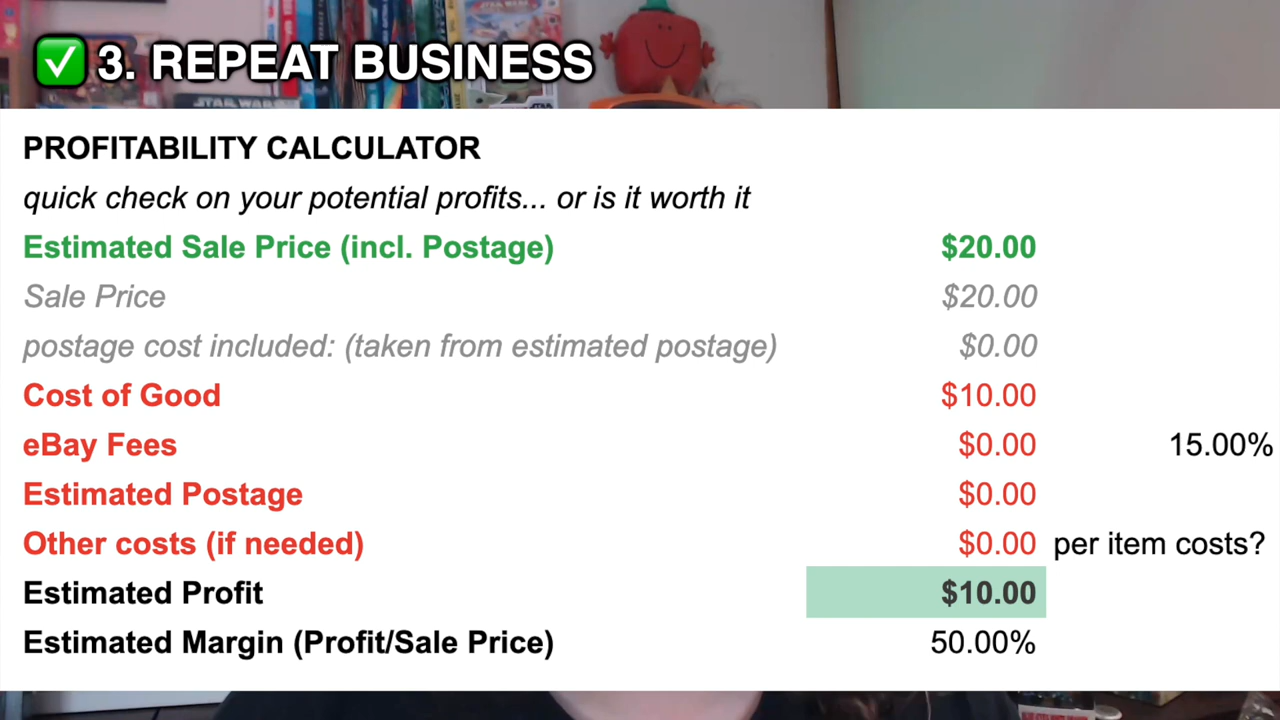 ✅ 3. REPEAT BUSINESS
STAR WARS
PROFITABILITY CALCULATOR
quick check on your potential profits... or is it worth it
Estimated Sale Price (incl. Postage) $20.00
Sale Price $20.00
postage cost included: (taken from estimated postage) $0.00
Cost of Good $10.00
eBay Fees $0.00 15.00%
Estimated Postage $0.00
Other costs (if needed) $0.00 per item costs?
Estimated Profit $10.00
Estimated Margin (Profit/Sale Price) 50.00%